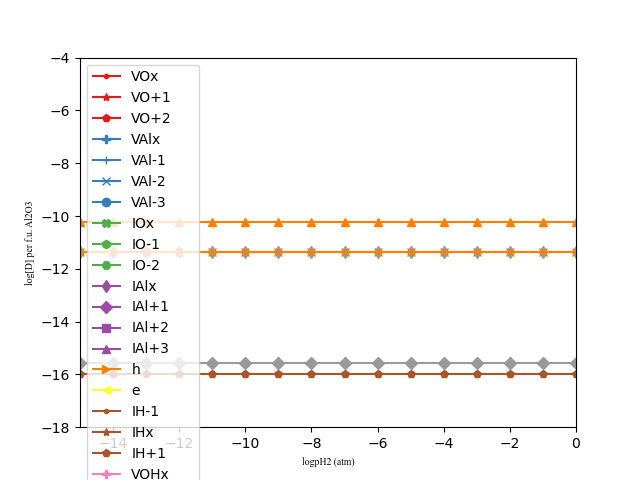 -4
-6
-8
-10
-12
-14
-16
-18
log[D] per f.u. Al2O3
VOx
VO+1
VO+2
VAlx
VAl-1
VAl-2
VAl-3
IOx
IO-1
IO-2
IAlx
IAl+1
IAl+2
IAl+3
h
e
IH-1
IHx
IH+1
VOHx
-14
-12
-10
-8
-6
-4
-2
0
logpH2 (atm)